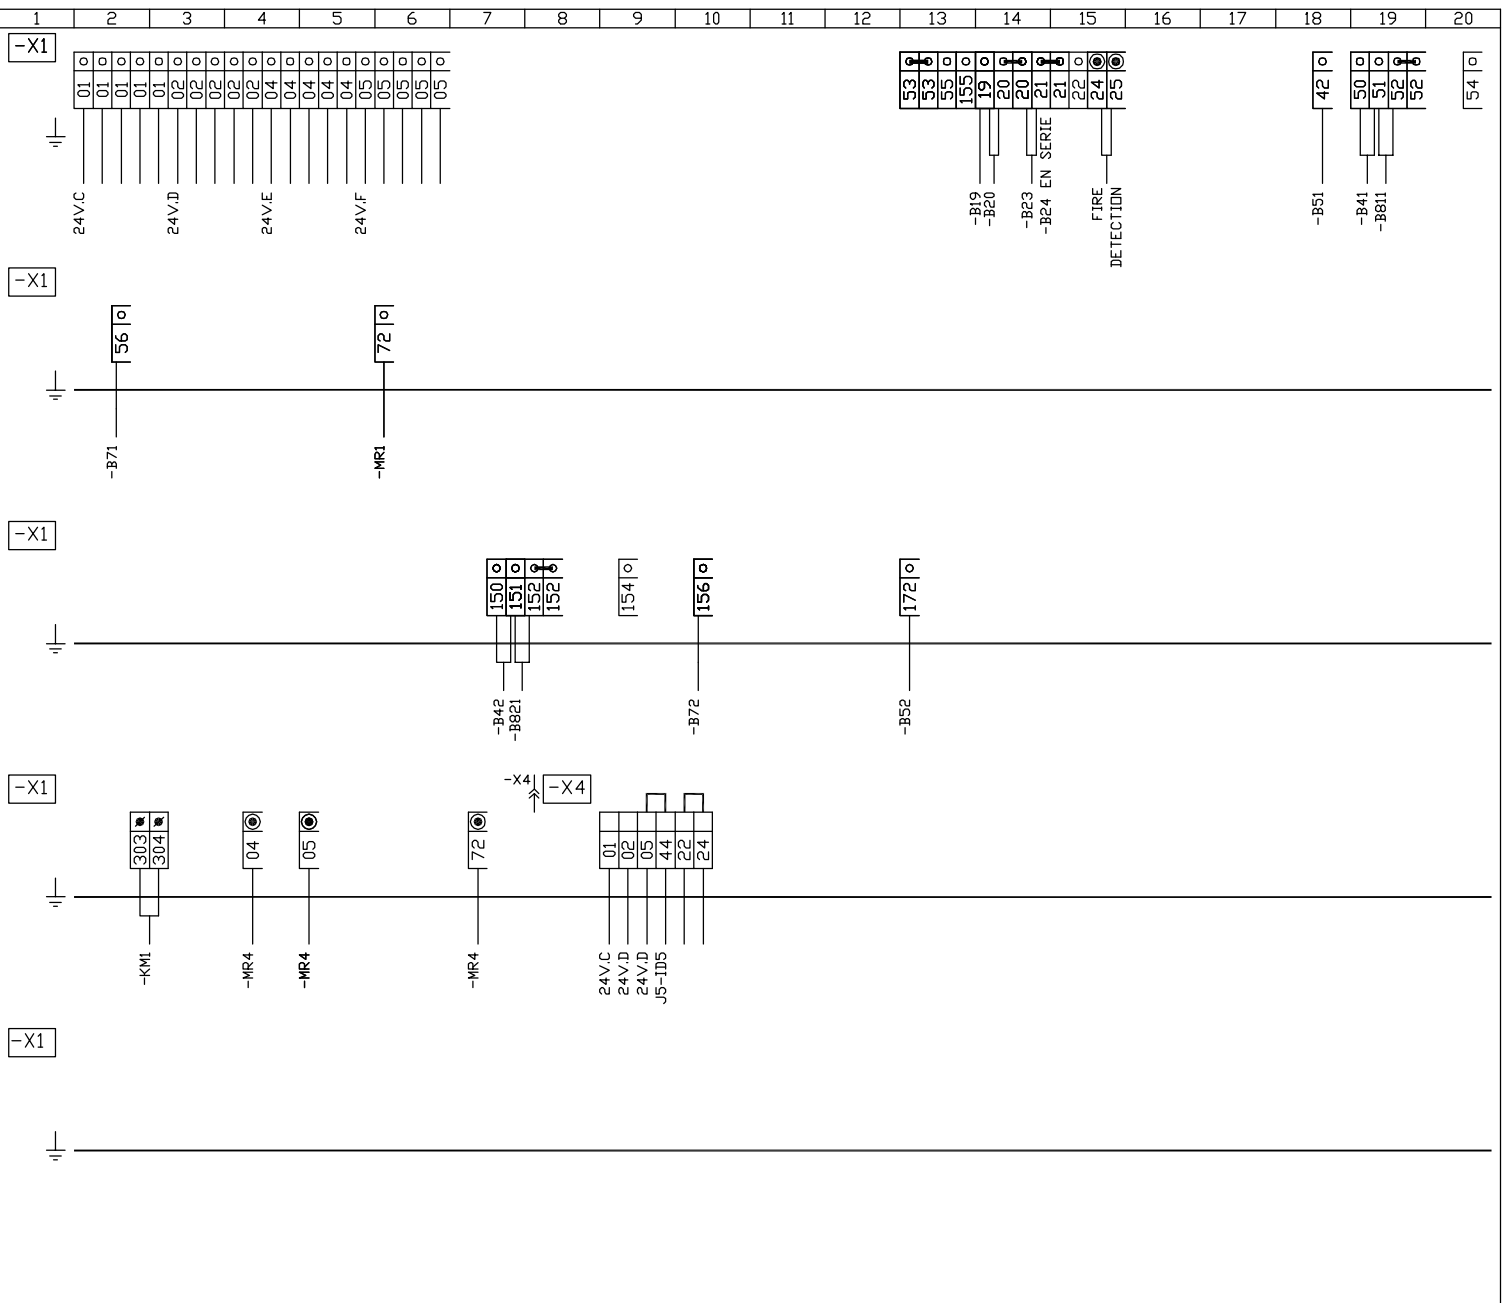 1 2 3 4 5 6 7 8 9 10 11 12 13 14 15 16 17 18 19 20
-X1
01 01 01 01 01 02 02 02 02 02 04 04 04 04 04 05 05 05 05 05
53 53 55 155 19 20 20 21 21 22 24 25
42
50 51 52 52
54
24V.C
24V.D
24V.E
24V.F
-B19
-B20
-B23
-B24 EN SERIE
FIRE
DETECTION
-B51
-B41
-B811
-X1
56
72
-B71
-MR1
-X1
150 151 152 152
154
156
172
-B42
-B821
-B72
-B52
-X1
-X4
-X4
303 304
04
05
72
01 02 05 44 22 24
-KM1
-MR4
-MR4
-MR4
24V.C
24V.D
24V.D
J5-ID5
-X1